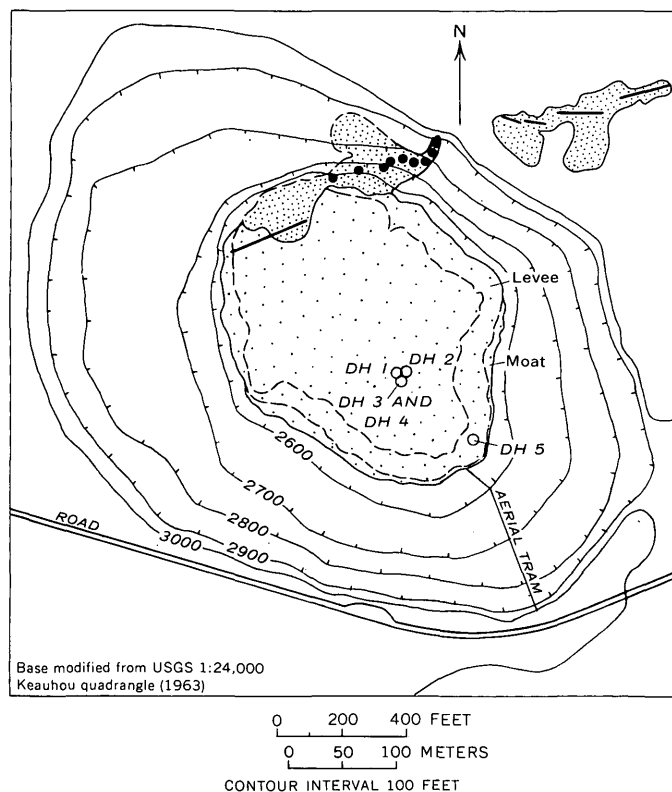 N
Levee
DH 1
DH 2
Moat
DH 3 AND
DH 4
DH 5
2600
2700
2800
2900
3000
ROAD
AERIAL TRAM
Base modified from USGS 1:24,000
Keauhou quadrangle (1963)
0 200 400 FEET
0 50 100 METERS
CONTOUR INTERVAL 100 FEET